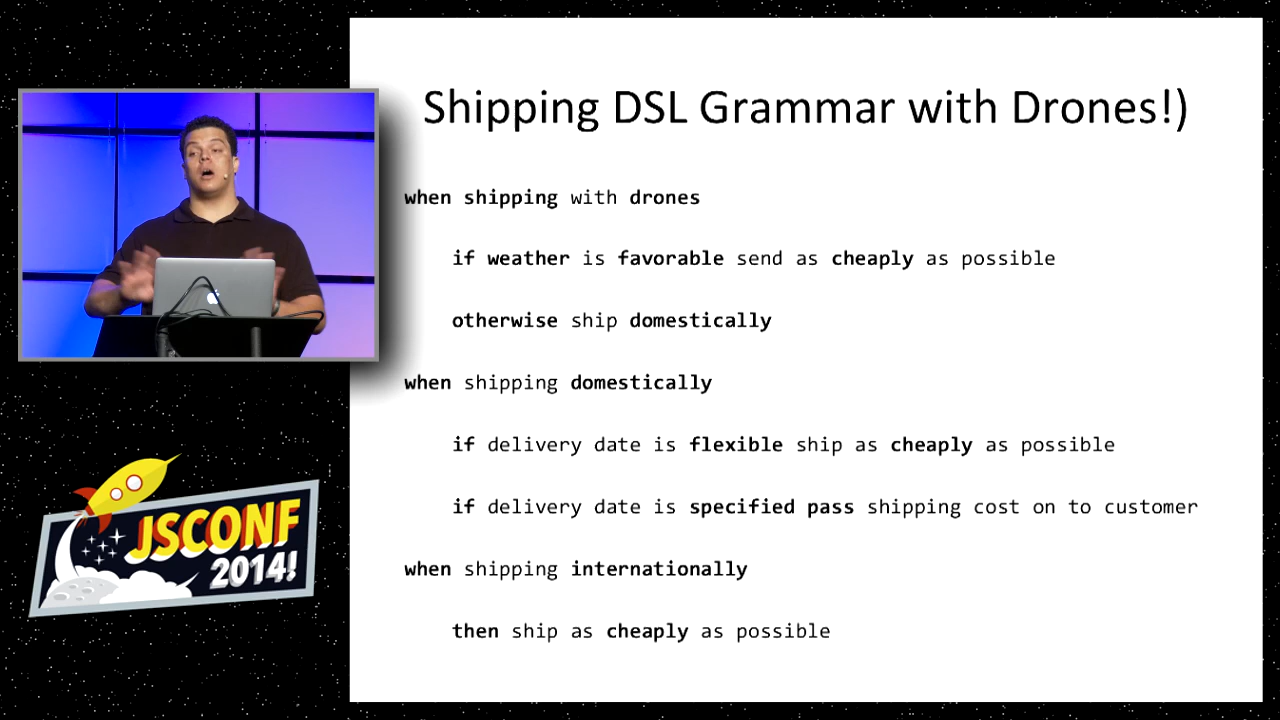 Shipping DSL Grammar with Drones!)
when shipping with drones
if weather is favorable send as cheaply as possible
otherwise ship domestically
when shipping domestically
if delivery date is flexible ship as cheaply as possible
if delivery date is specified pass shipping cost on to customer
when shipping internationally
then ship as cheaply as possible
JSCONF
2014!